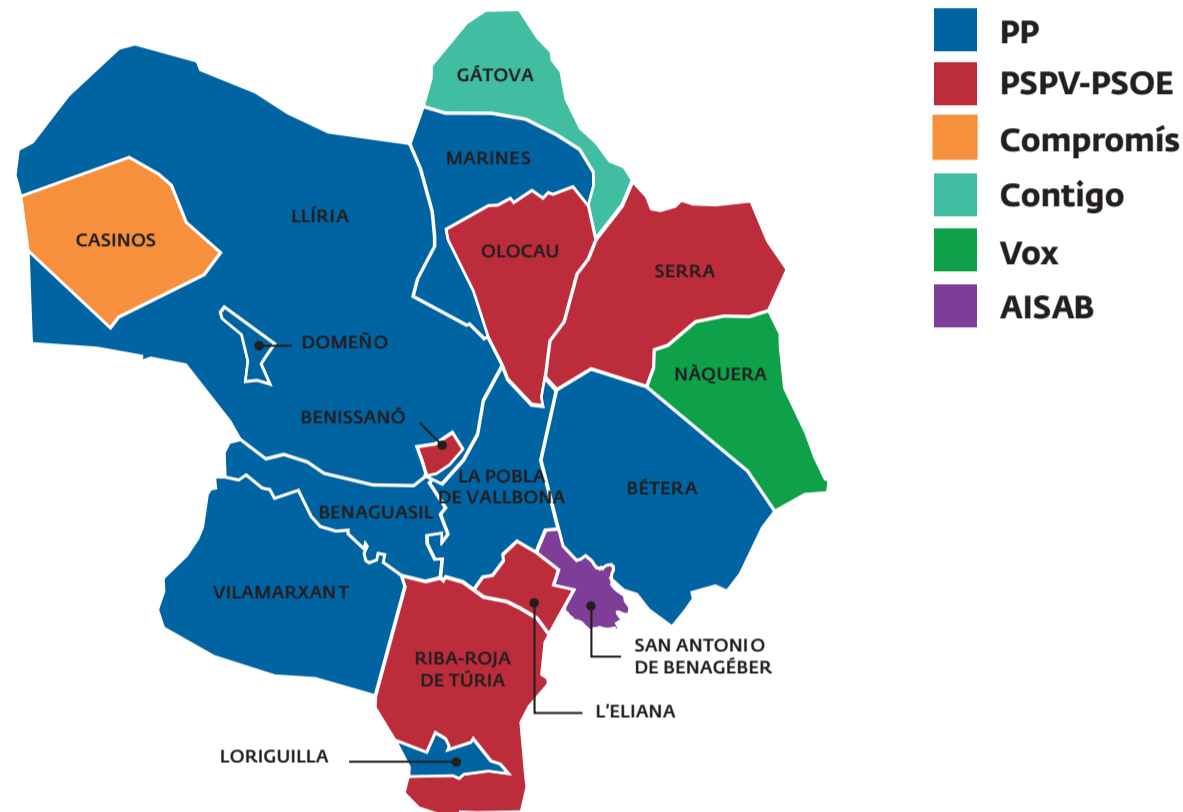 GÁTOVA
MARINES
LLÍRIA
CASINOS
OLOCAU
SERRA
DOMEÑO
NÀQUERA
BENISSANÓ
LA POBLA
DE VALLBONA
BÉTERA
BENAGUASIL
VILAMARXANT
SAN ANTONIO
DE BENAGÉBER
RIBA-ROJA
DE TÚRIA
L'ELIANA
LORIGUILLA
PP
PSPV-PSOE
Compromís
Contigo
Vox
AISAB